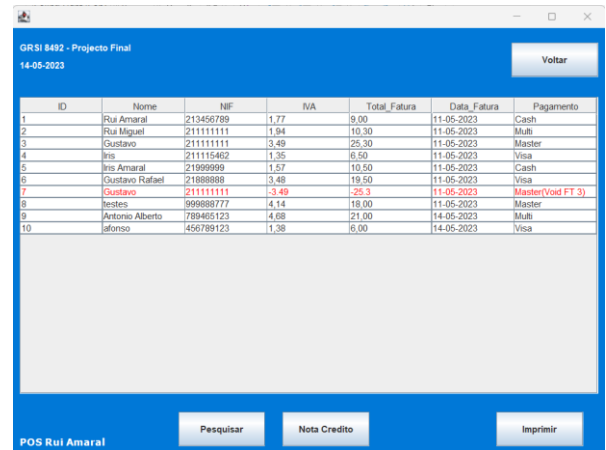 GRSI 8492 - Projecto Final
14-05-2023
Voltar
ID Nome NIF IVA Total_Fatura Data_Fatura Pagamento
1 Rui Amaral 213456789 1,77 9,00 11-05-2023 Cash
2 Rui Miguel 211111111 1,94 10,30 11-05-2023 Multi
3 Gustavo 211111111 3,49 25,30 11-05-2023 Master
4 Iris 211115462 1,35 6,50 11-05-2023 Visa
5 Iris Amaral 21999999 1,57 10,50 11-05-2023 Cash
6 Gustavo Rafael 21888888 3,48 19,50 11-05-2023 Visa
7 Gustavo 211111111 -3.49 -25.3 11-05-2023 Master(Void FT 3)
8 testes 999888777 4,14 18,00 11-05-2023 Master
9 Antonio Alberto 789465123 4,68 21,00 14-05-2023 Multi
10 afonso 456789123 1,38 6,00 14-05-2023 Visa
Pesquisar Nota Credito Imprimir
POS Rui Amaral